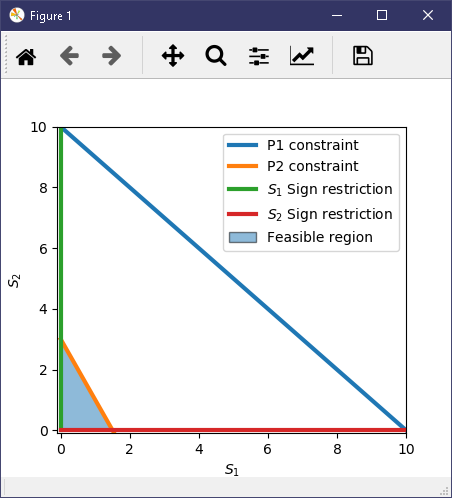 Figure 1
10
8
6
4
2
0
S₂
P1 constraint
P2 constraint
S₁ Sign restriction
S₂ Sign restriction
Feasible region
0 2 4 6 8 10
S₁